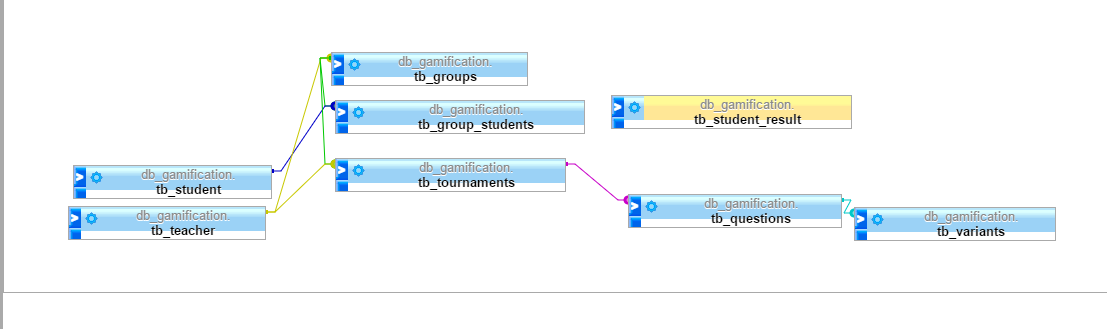 db_gamification.
tb_groups
db_gamification.
tb_group_students
db_gamification.
tb_student_result
db_gamification.
tb_tournaments
db_gamification.
tb_student
db_gamification.
tb_teacher
db_gamification.
tb_questions
db_gamification.
tb_variants